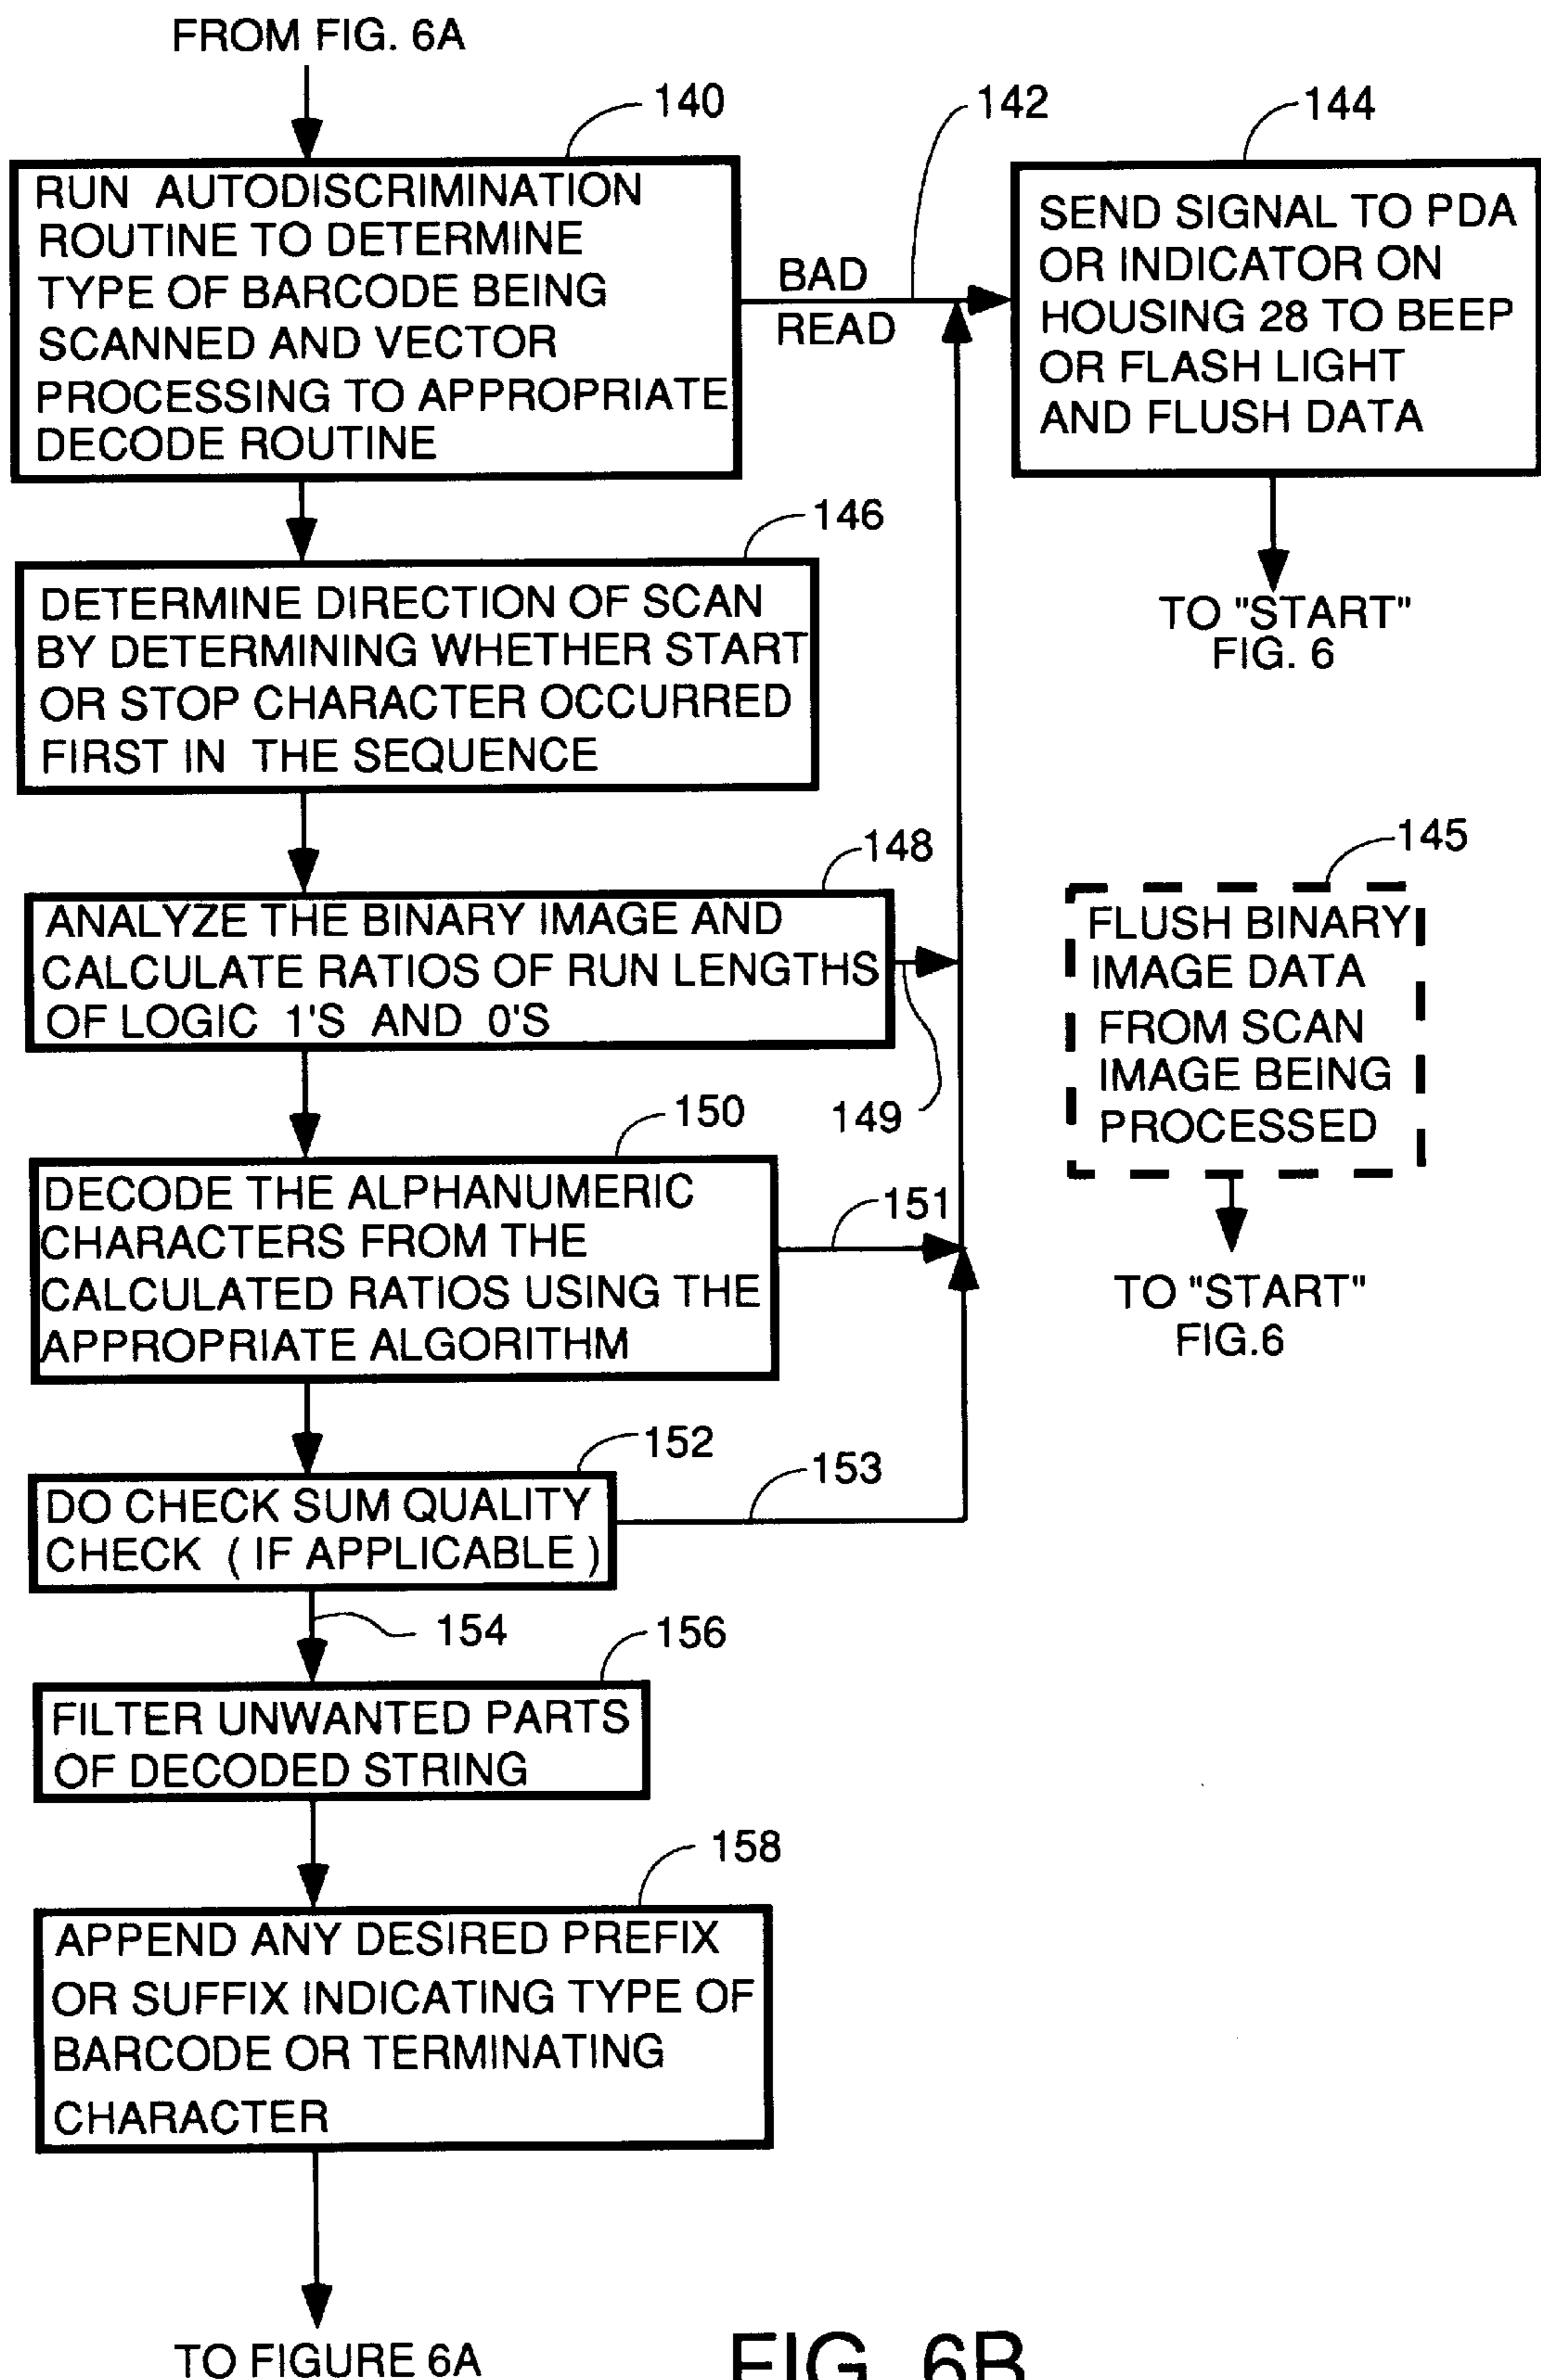 FROM FIG. 6A
140
RUN AUTODISCRIMINATION
ROUTINE TO DETERMINE
TYPE OF BARCODE BEING
SCANNED AND VECTOR
PROCESSING TO APPROPRIATE
DECODE ROUTINE
BAD
READ
142
144
SEND SIGNAL TO PDA
OR INDICATOR ON
HOUSING 28 TO BEEP
OR FLASH LIGHT
AND FLUSH DATA
TO "START"
FIG. 6
146
DETERMINE DIRECTION OF SCAN
BY DETERMINING WHETHER START
OR STOP CHARACTER OCCURRED
FIRST IN THE SEQUENCE
148
ANALYZE THE BINARY IMAGE AND
CALCULATE RATIOS OF RUN LENGTHS
OF LOGIC 1'S AND 0'S
149
145
FLUSH BINARY
IMAGE DATA
FROM SCAN
IMAGE BEING
PROCESSED
TO "START"
FIG.6
150
DECODE THE ALPHANUMERIC
CHARACTERS FROM THE
CALCULATED RATIOS USING THE
APPROPRIATE ALGORITHM
151
152
DO CHECK SUM QUALITY
CHECK ( IF APPLICABLE )
153
154
156
FILTER UNWANTED PARTS
OF DECODED STRING
158
APPEND ANY DESIRED PREFIX
OR SUFFIX INDICATING TYPE OF
BARCODE OR TERMINATING
CHARACTER
TO FIGURE 6A
FIG. 6B